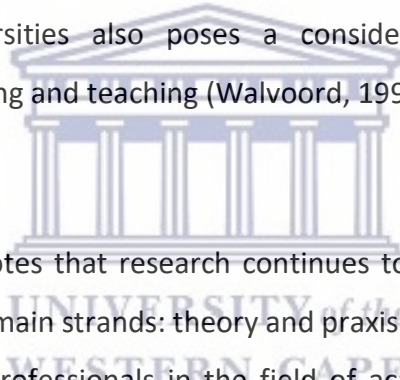 rsities also poses a conside
ng and teaching (Walvoord, 199
otes that research continues to
UNIVERSITY of the
main strands: theory and praxis
WESTERN CAPE
rofessionals in the field of ac